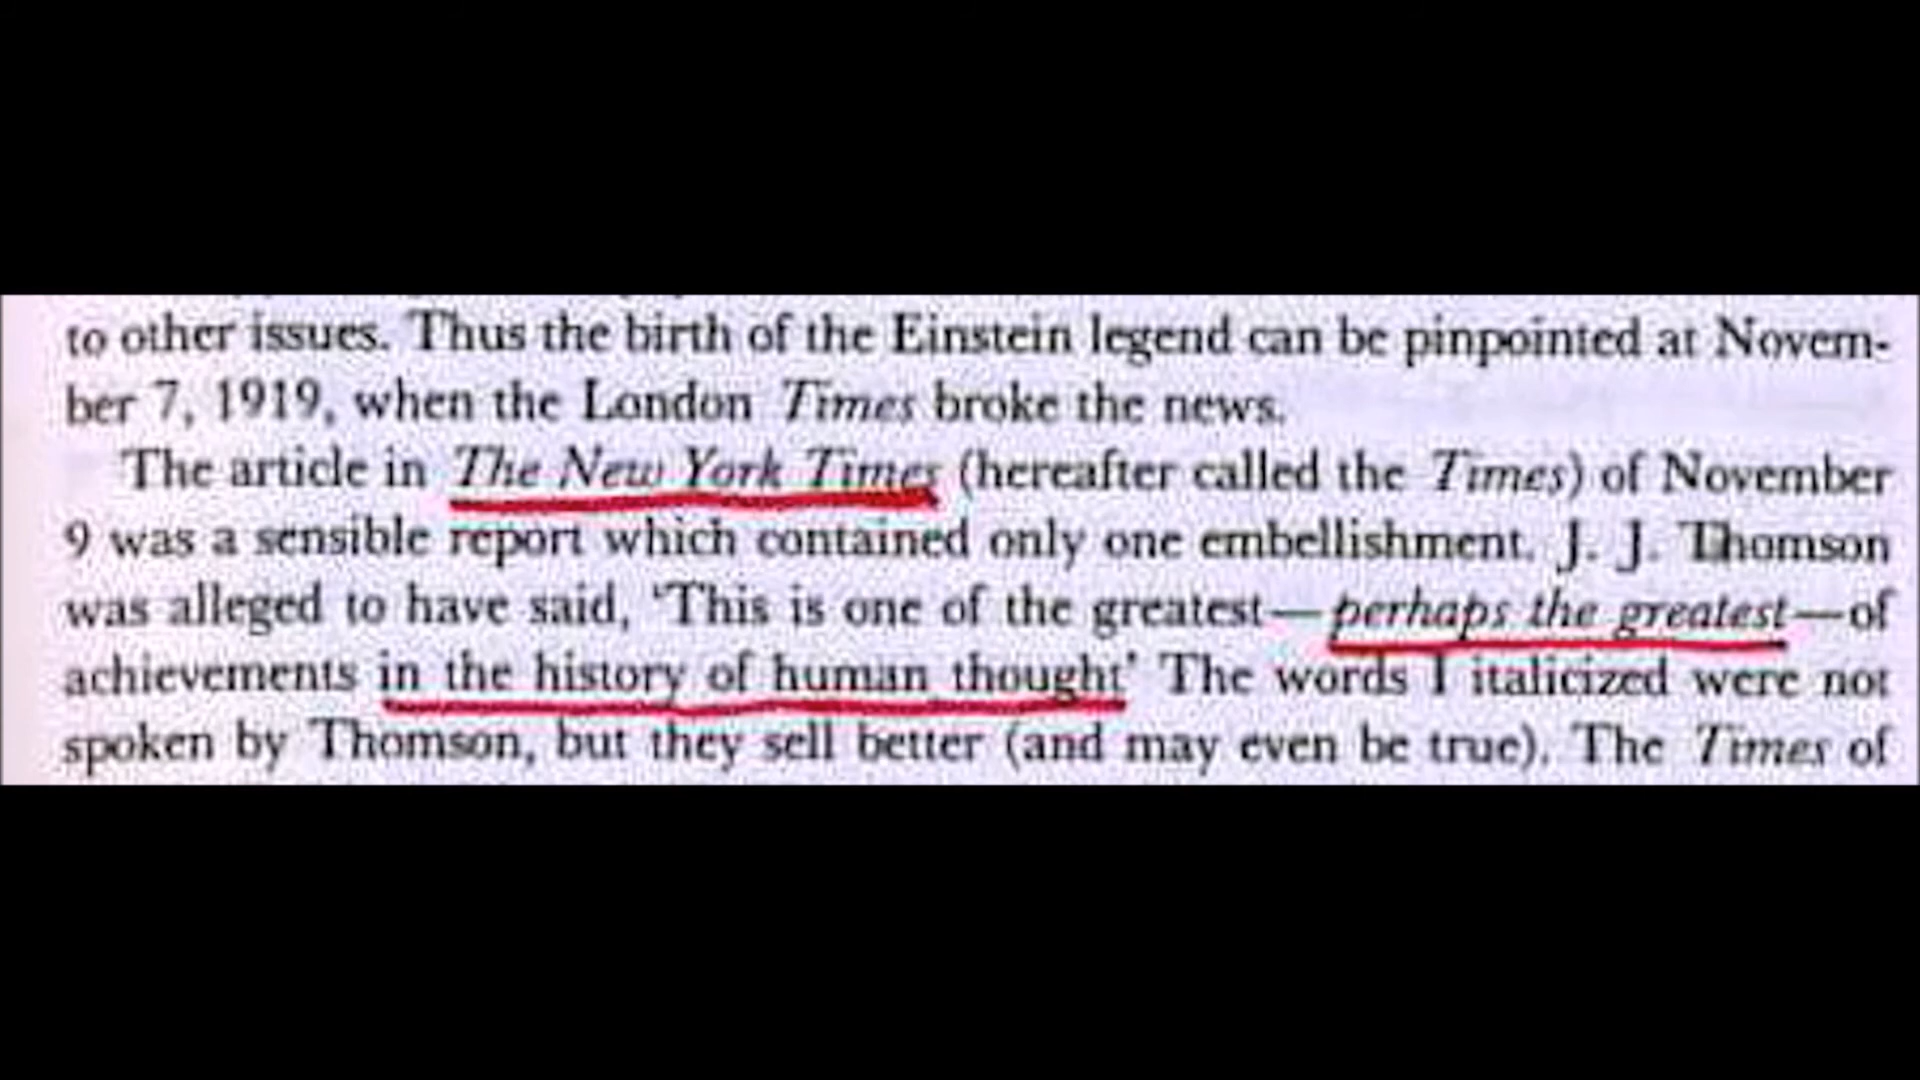 to other issues. Thus the birth of the Einstein legend can be pinpointed at Novem-
ber 7, 1919, when the London Times broke the news.
The article in The New York Times (hereafter called the Times) of November
9 was a sensible report which contained only one embellishment. J. J. Thomson
was alleged to have said, 'This is one of the greatest—perhaps the greatest—of
achievements in the history of human thought' The words I italicized were not
spoken by Thomson, but they sell better (and may even be true). The Times of